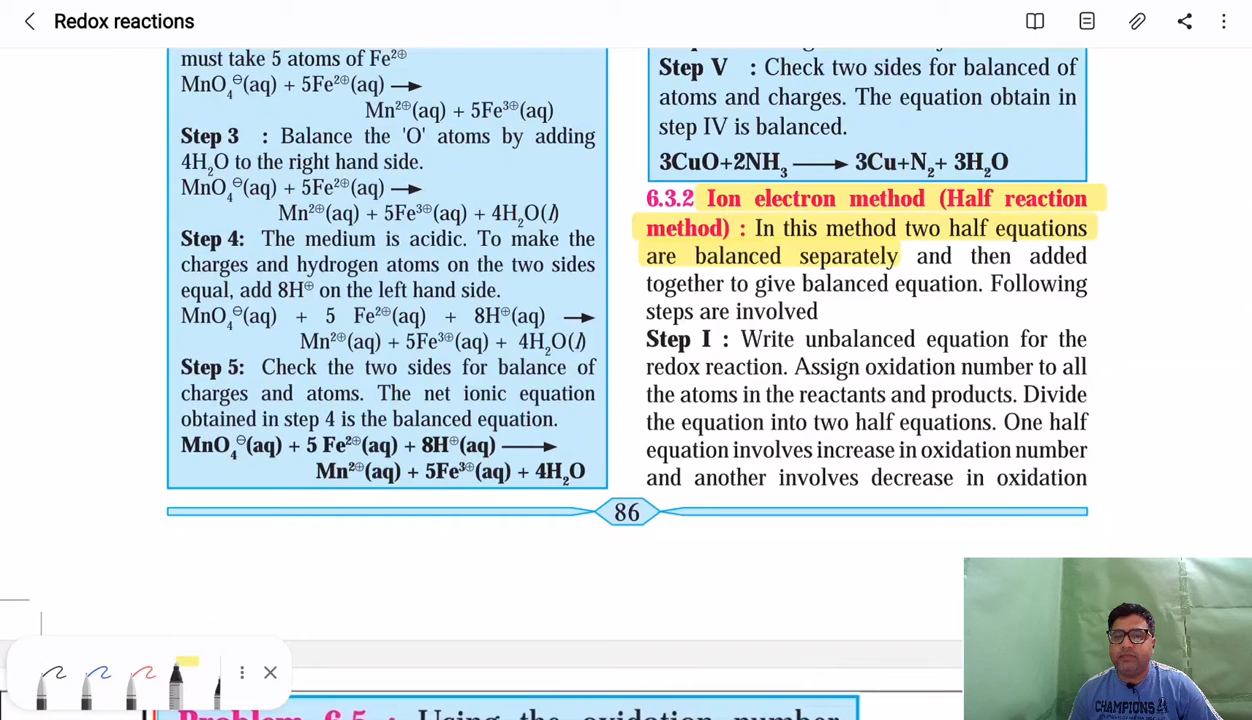 Redox reactions
must take 5 atoms of Fe²⊕
MnO₄⊖(aq) + 5Fe²⊕(aq) ⟶
Mn²⊕(aq) + 5Fe³⊕(aq)
Step 3 : Balance the 'O' atoms by adding
4H₂O to the right hand side.
MnO₄⊖(aq) + 5Fe²⊕(aq) ⟶
Mn²⊕(aq) + 5Fe³⊕(aq) + 4H₂O(l)
Step 4: The medium is acidic. To make the
charges and hydrogen atoms on the two sides
equal, add 8H⊕ on the left hand side.
MnO₄⊖(aq) + 5 Fe²⊕(aq) + 8H⊕(aq) ⟶
Mn²⊕(aq) + 5Fe³⊕(aq) + 4H₂O(l)
Step 5: Check the two sides for balance of
charges and atoms. The net ionic equation
obtained in step 4 is the balanced equation.
MnO₄⊖(aq) + 5 Fe²⊕(aq) + 8H⊕(aq) ⟶
Mn²⊕(aq) + 5Fe³⊕(aq) + 4H₂O
Step V : Check two sides for balanced of
atoms and charges. The equation obtain in
step IV is balanced.
3CuO+2NH₃ ⟶ 3Cu+N₂+ 3H₂O
6.3.2 Ion electron method (Half reaction
method) : In this method two half equations
are balanced separately and then added
together to give balanced equation. Following
steps are involved
Step I : Write unbalanced equation for the
redox reaction. Assign oxidation number to all
the atoms in the reactants and products. Divide
the equation into two half equations. One half
equation involves increase in oxidation number
and another involves decrease in oxidation
86
Problem 6.5 : Using the oxidation number
CHAMPIONS